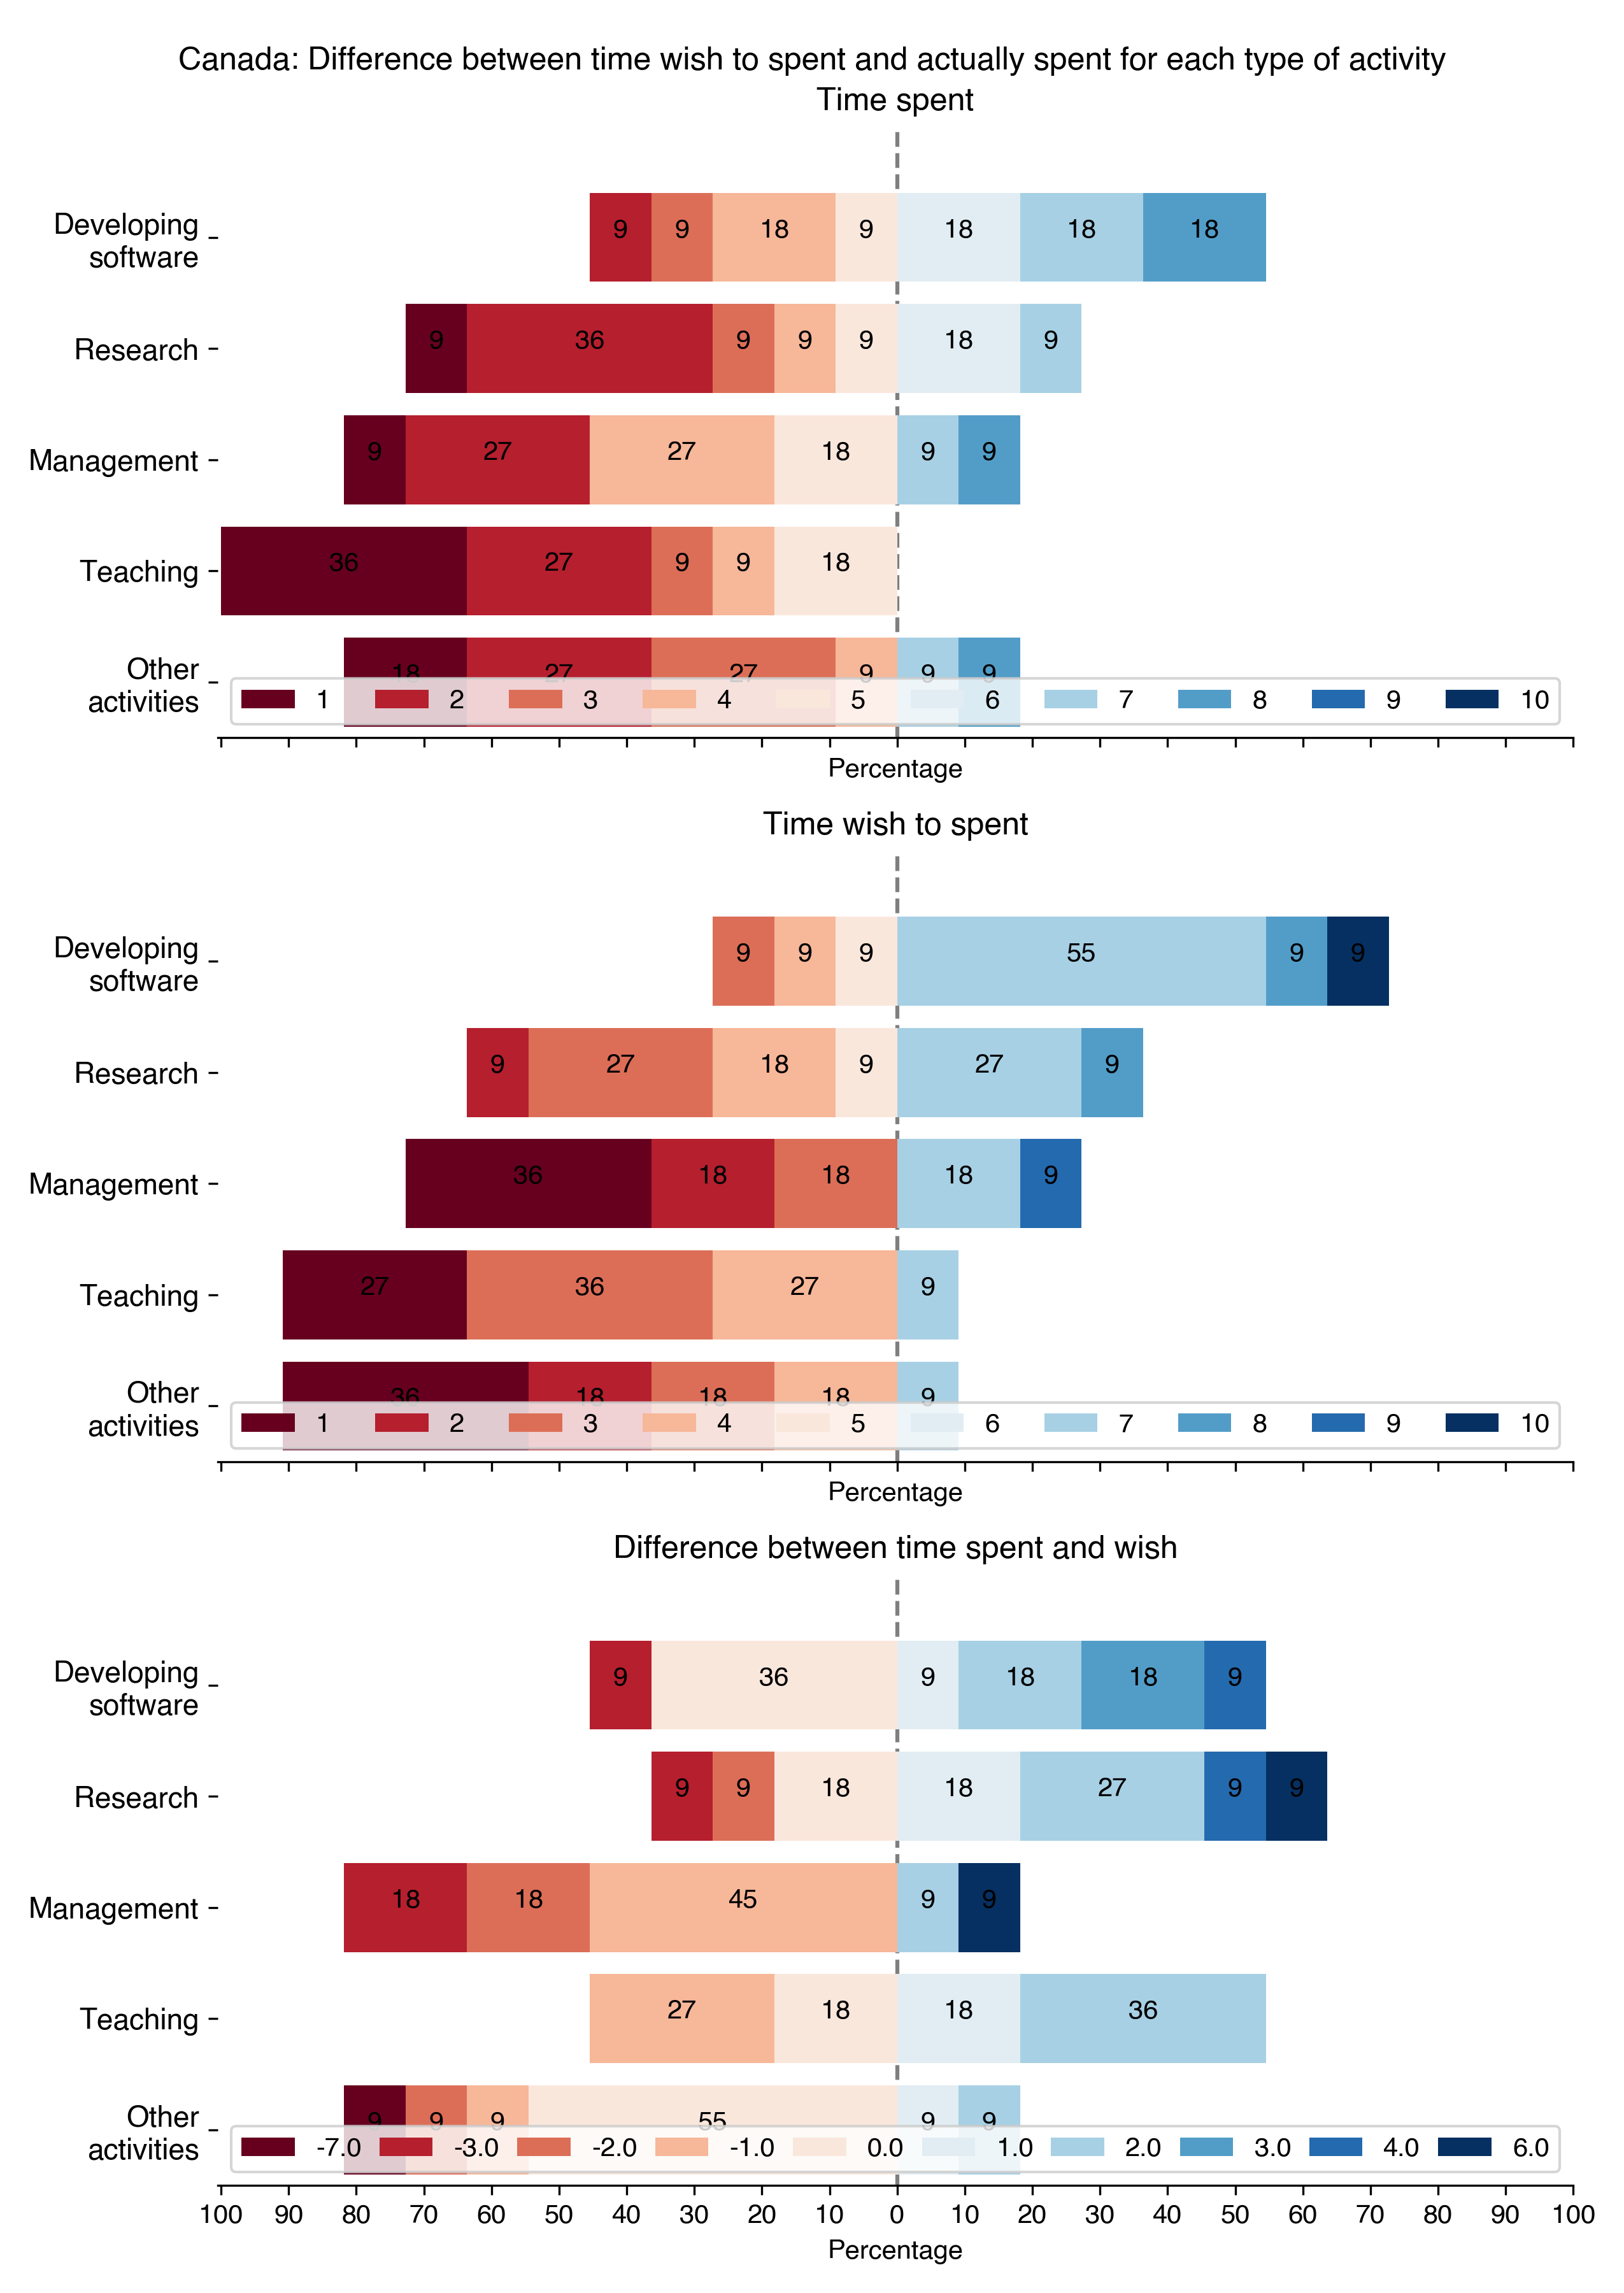 Canada: Difference between time wish to spent and actually spent for each type of activity
Time spent
Developing
software
9 9 18 9 18 18 18
Research
9 36 9 9 9 18 9
Management
9 27 27 18 9 9
Teaching
36 27 9 9 18
Other
activities
18 27 27 9 9 9
1 2 3 4 5 6 7 8 9 10
Percentage
Time wish to spent
Developing
software
9 9 9 55 9 9
Research
9 27 18 9 27 9
Management
36 18 18 18 9
Teaching
27 36 27 9
Other
activities
36 18 18 18 9
1 2 3 4 5 6 7 8 9 10
Percentage
Difference between time spent and wish
Developing
software
9 36 9 18 18 9
Research
9 9 18 18 27 9 9
Management
18 18 45 9 9
Teaching
27 18 18 36
Other
activities
9 9 9 55 9 9
-7.0 -3.0 -2.0 -1.0 0.0 1.0 2.0 3.0 4.0 6.0
100 90 80 70 60 50 40 30 20 10 0 10 20 30 40 50 60 70 80 90 100
Percentage